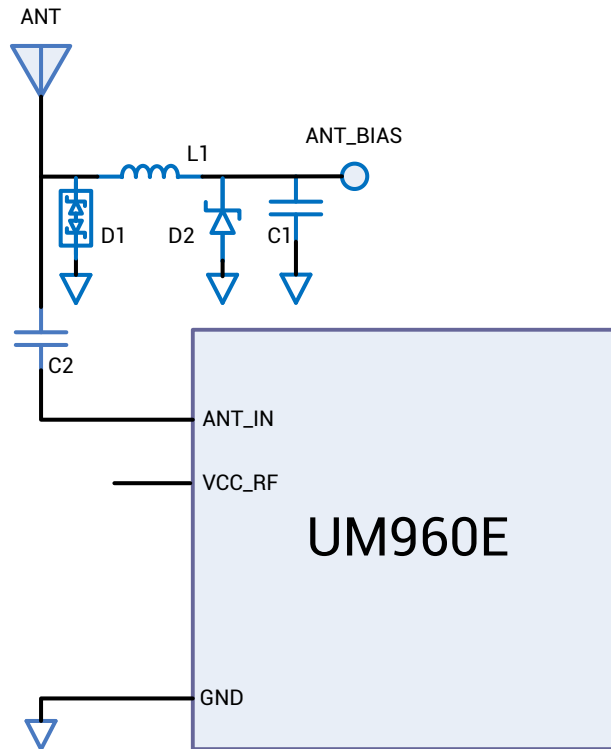 ANT
ANT_BIAS
L1
D1
D2
C1
C2
ANT_IN
VCC_RF
UM960E
GND